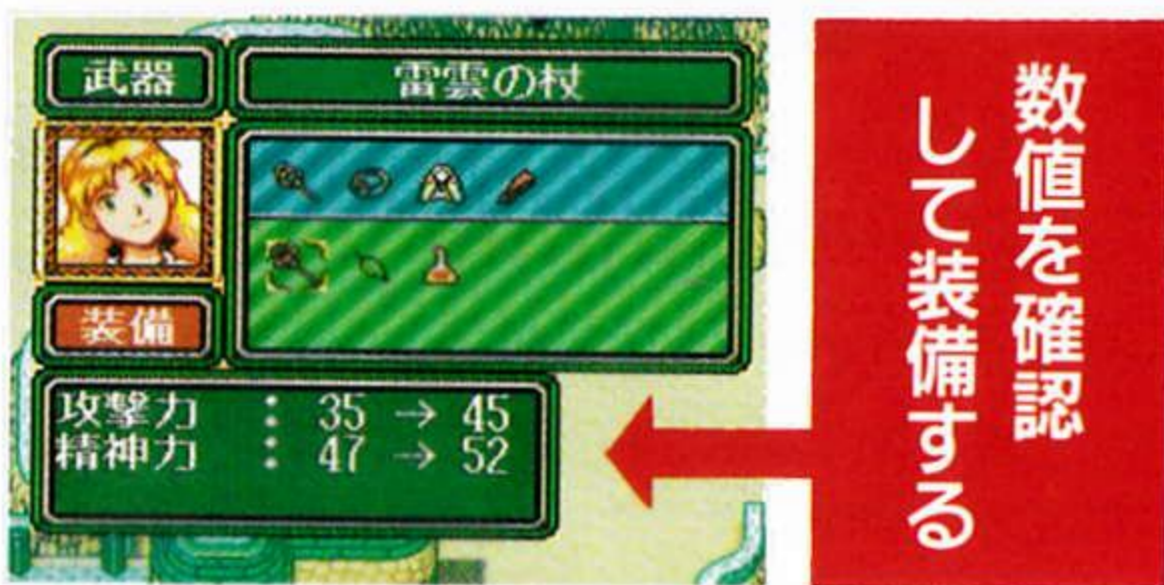 武器
雷雲の杖
装備
攻撃力 : 35 → 45
精神力 : 47 → 52
数値を確認
して装備する